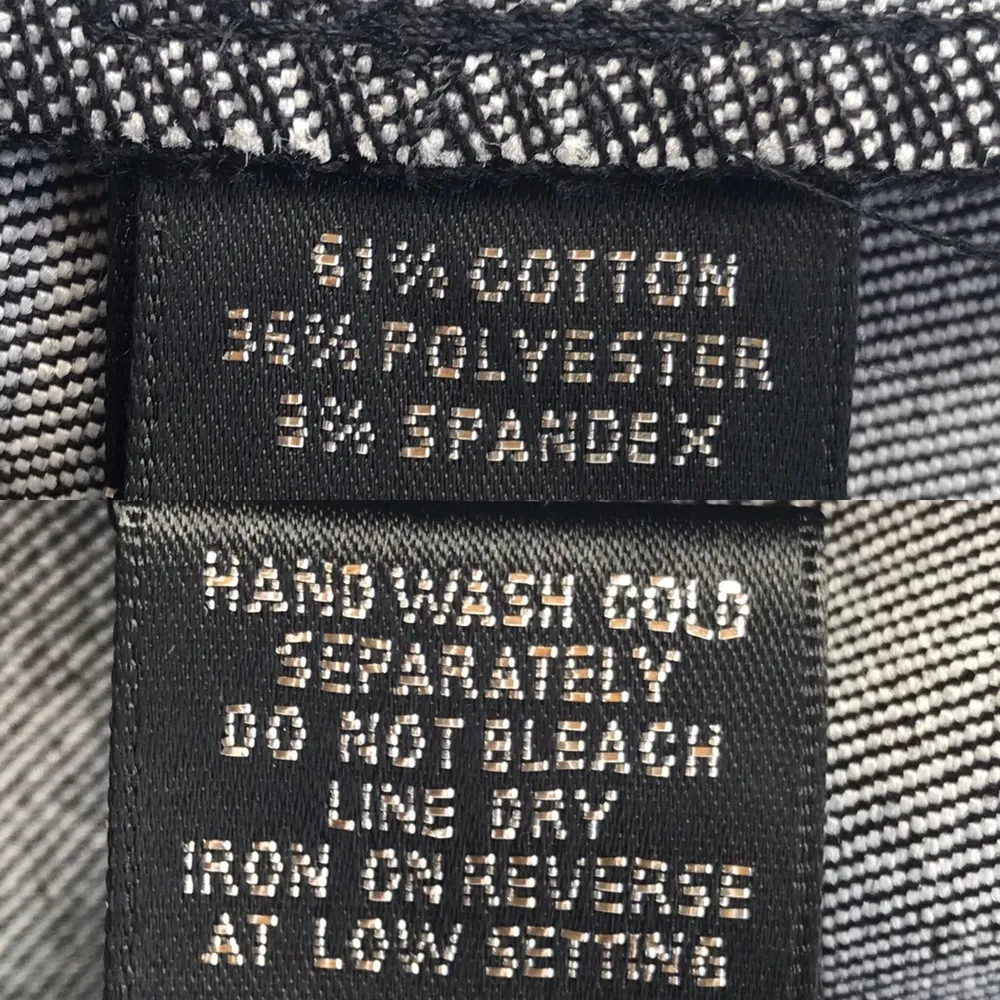 61% COTTON
36% POLYESTER
3% SPANDEX
HAND WASH COLD
SEPARATELY
DO NOT BLEACH
LINE DRY
IRON ON REVERSE
AT LOW SETTING